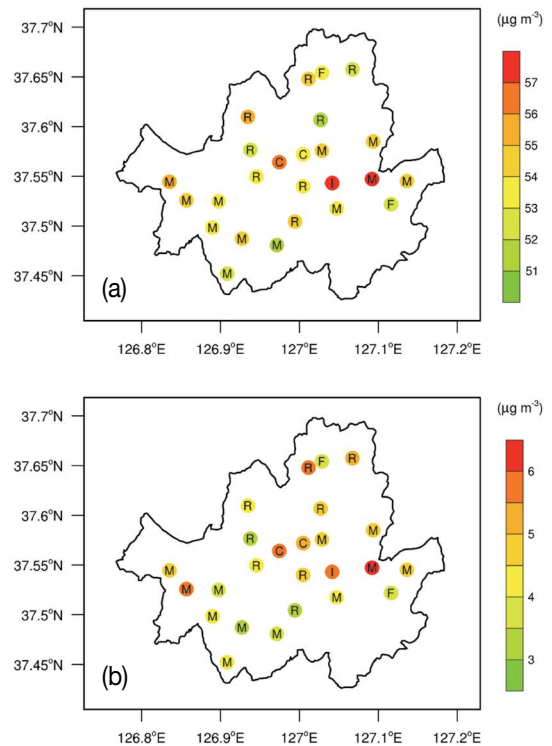 (μg m⁻³)
37.7°N
R F R
37.65°N
57
R R
37.6°N
56
R C C M M
55
37.55°N
M R R I M M
54
M M R M F
53
37.5°N
M M M
52
37.45°N
M
51
(a)
126.8°E 126.9°E 127°E 127.1°E 127.2°E
(μg m⁻³)
37.7°N
R F R
37.65°N
6
R R
37.6°N
R C C M M
5
37.55°N
M R R I M M
M M R M F
4
37.5°N
M M M
37.45°N
M
3
(b)
126.8°E 126.9°E 127°E 127.1°E 127.2°E